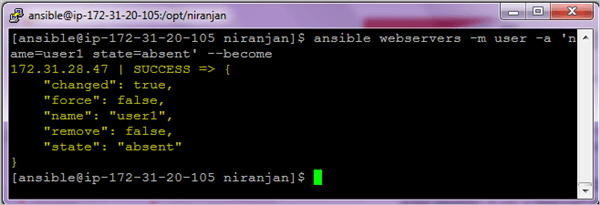 ansible@ip-172-31-20-105:/opt/niranjan
[ansible@ip-172-31-20-105 niranjan]$ ansible webservers -m user -a 'n
ame=user1 state=absent' --become
172.31.28.47 | SUCCESS => {
    "changed": true,
    "force": false,
    "name": "user1",
    "remove": false,
    "state": "absent"
}
[ansible@ip-172-31-20-105 niranjan]$